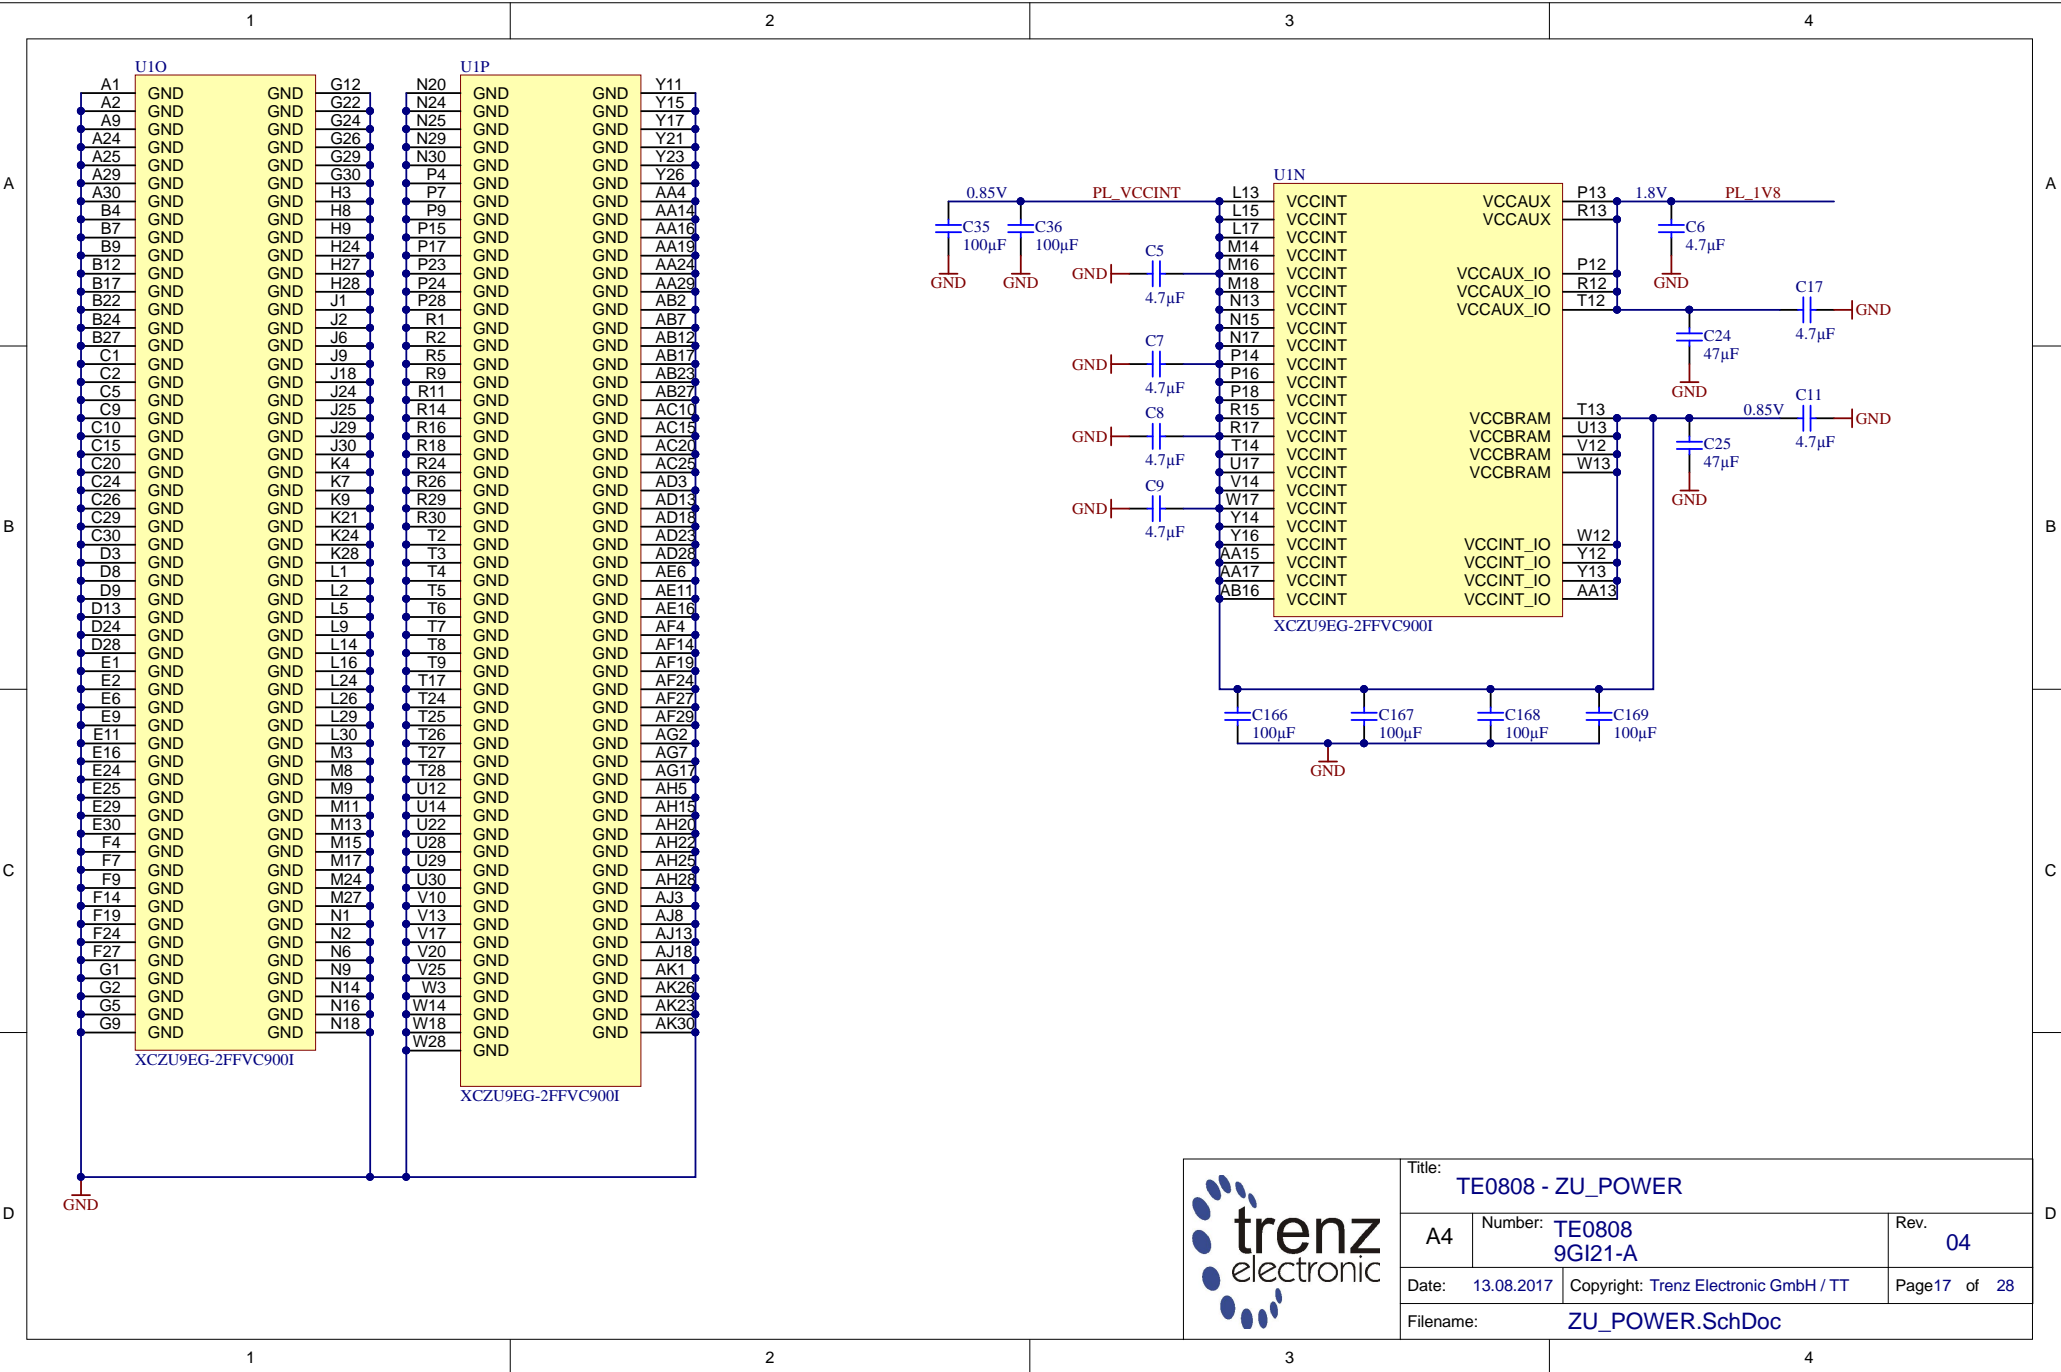 1 2 3 4
A A
B B
C C
D D
1 2 3 4
U1O
A1 GND GND G12
A2 GND GND G22
A9 GND GND G24
A24 GND GND G26
A25 GND GND G29
A29 GND GND G30
A30 GND GND H3
B4 GND GND H8
B7 GND GND H9
B9 GND GND H24
B12 GND GND H27
B17 GND GND H28
B22 GND GND J1
B24 GND GND J2
B27 GND GND J6
C1 GND GND J9
C2 GND GND J18
C5 GND GND J24
C9 GND GND J25
C10 GND GND J29
C15 GND GND J30
C20 GND GND K4
C24 GND GND K7
C26 GND GND K9
C29 GND GND K21
C30 GND GND K24
D3 GND GND K28
D8 GND GND L1
D9 GND GND L2
D13 GND GND L5
D24 GND GND L9
D28 GND GND L14
E1 GND GND L16
E2 GND GND L24
E6 GND GND L26
E9 GND GND L29
E11 GND GND L30
E16 GND GND M3
E24 GND GND M8
E25 GND GND M9
E29 GND GND M11
E30 GND GND M13
F4 GND GND M15
F7 GND GND M17
F9 GND GND M24
F14 GND GND M27
F19 GND GND N1
F24 GND GND N2
F27 GND GND N6
G1 GND GND N9
G2 GND GND N14
G5 GND GND N16
G9 GND GND N18
XCZU9EG-2FFVC900I
GND
U1P
N20 GND GND Y11
N24 GND GND Y15
N25 GND GND Y17
N29 GND GND Y21
N30 GND GND Y23
P4 GND GND Y26
P7 GND GND AA4
P9 GND GND AA14
P15 GND GND AA16
P17 GND GND AA19
P23 GND GND AA24
P24 GND GND AA29
P28 GND GND AB2
R1 GND GND AB7
R2 GND GND AB12
R5 GND GND AB17
R9 GND GND AB23
R11 GND GND AB27
R14 GND GND AC10
R16 GND GND AC15
R18 GND GND AC20
R24 GND GND AC25
R26 GND GND AD3
R29 GND GND AD13
R30 GND GND AD18
T2 GND GND AD23
T3 GND GND AD28
T4 GND GND AE6
T5 GND GND AE11
T6 GND GND AE16
T7 GND GND AF4
T8 GND GND AF14
T9 GND GND AF19
T17 GND GND AF24
T24 GND GND AF27
T25 GND GND AF29
T26 GND GND AG2
T27 GND GND AG7
T28 GND GND AG17
U12 GND GND AH5
U14 GND GND AH15
U22 GND GND AH20
U28 GND GND AH22
U29 GND GND AH25
U30 GND GND AH28
V10 GND GND AJ3
V13 GND GND AJ8
V17 GND GND AJ13
V20 GND GND AJ18
V25 GND GND AK1
W3 GND GND AK26
W14 GND GND AK23
W18 GND GND AK30
W28 GND
XCZU9EG-2FFVC900I
U1N
0.85V PL_VCCINT L13 VCCINT VCCAUX P13 1.8V PL_1V8
L15 VCCINT VCCAUX R13
L17 VCCINT
M14 VCCINT
M16 VCCINT VCCAUX_IO P12
M18 VCCINT VCCAUX_IO R12
N13 VCCINT VCCAUX_IO T12
N15 VCCINT
N17 VCCINT
P14 VCCINT
P16 VCCINT
P18 VCCINT
R15 VCCINT VCCBRAM T13 0.85V
R17 VCCINT VCCBRAM U13
T14 VCCINT VCCBRAM V12
U17 VCCINT VCCBRAM W13
V14 VCCINT
W17 VCCINT
Y14 VCCINT
Y16 VCCINT VCCINT_IO W12
AA15 VCCINT VCCINT_IO Y12
AA17 VCCINT VCCINT_IO Y13
AB16 VCCINT VCCINT_IO AA13
XCZU9EG-2FFVC900I
C35 100µF GND
C36 100µF GND
GND C5 4.7µF
GND C7 4.7µF
GND C8 4.7µF
GND C9 4.7µF
C6 4.7µF GND
C17 4.7µF GND
C24 47µF GND
C11 4.7µF GND
C25 47µF GND
C166 C167 C168 C169
100µF 100µF 100µF 100µF
GND
trenz
electronic
Title:
TE0808 - ZU_POWER
A4 Number: TE0808 Rev. 04
9GI21-A
Date: 13.08.2017 Copyright: Trenz Electronic GmbH / TT Page17 of 28
Filename: ZU_POWER.SchDoc